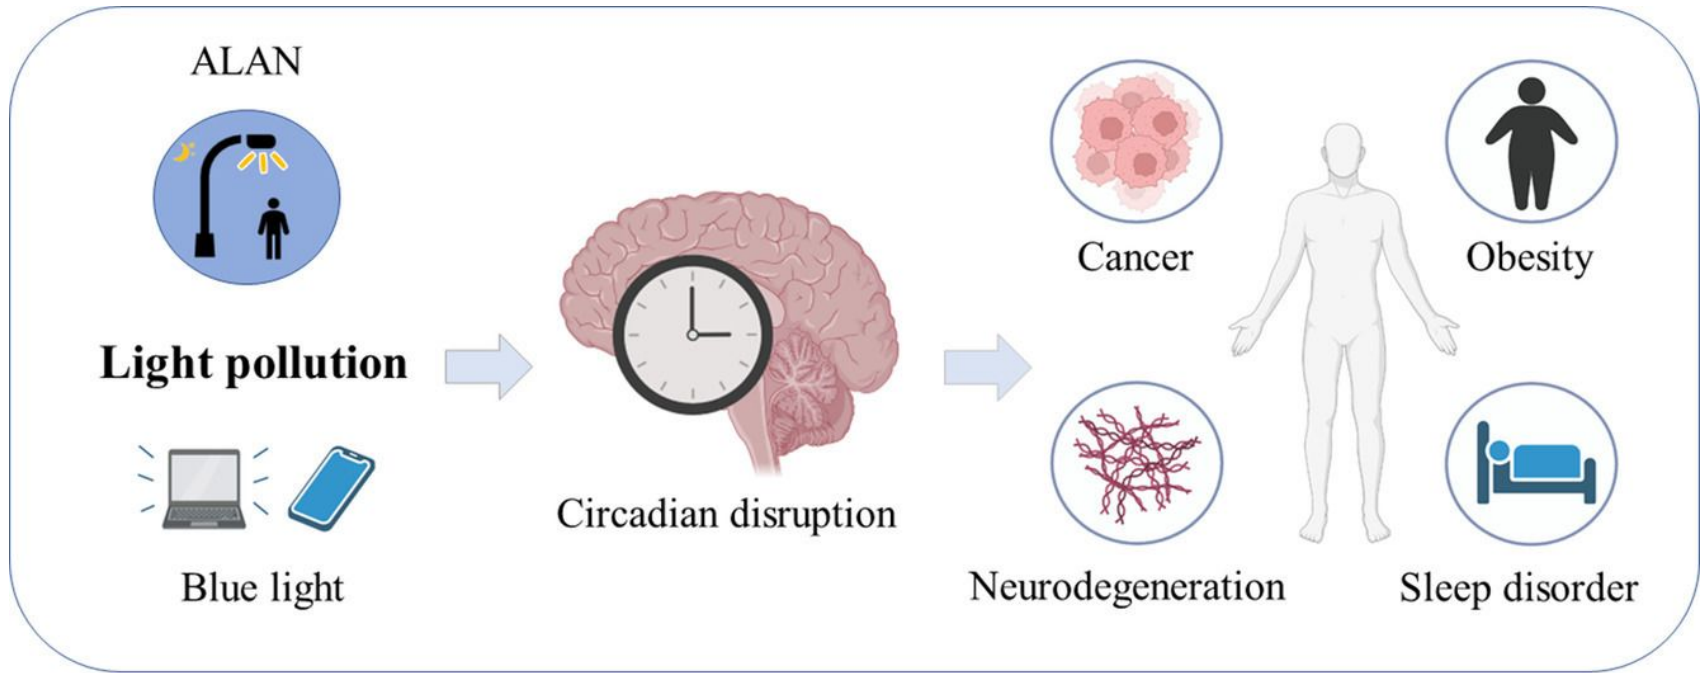 ALAN
Light pollution
Blue light
Circadian disruption
Cancer
Obesity
Neurodegeneration
Sleep disorder